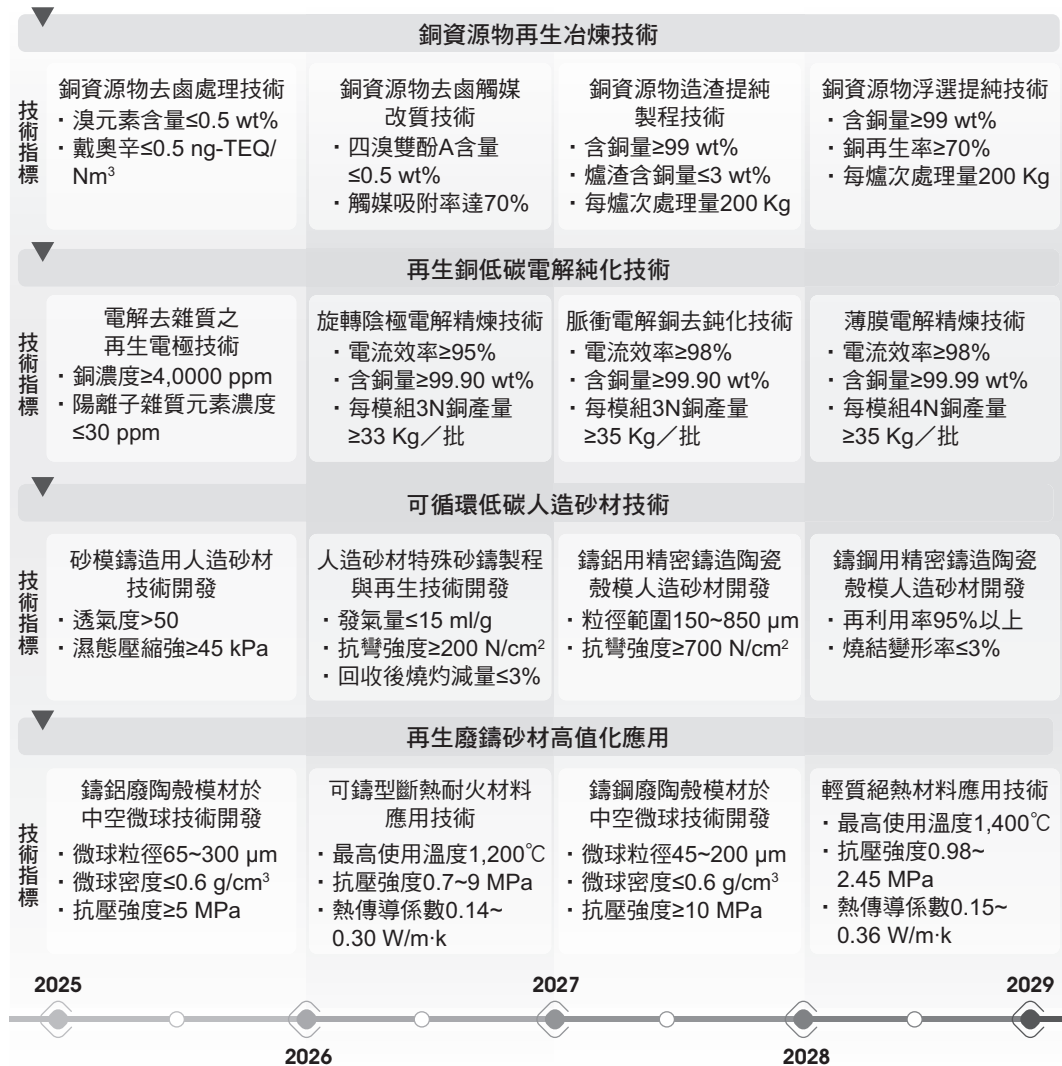 銅資源物再生冶煉技術
技術指標
銅資源物去鹵處理技術
・溴元素含量≤0.5 wt%
・戴奧辛≤0.5 ng-TEQ/
Nm³
銅資源物去鹵觸媒
改質技術
・四溴雙酚A含量
≤0.5 wt%
・觸媒吸附率達70%
銅資源物造渣提純
製程技術
・含銅量≥99 wt%
・爐渣含銅量≤3 wt%
・每爐次處理量200 Kg
銅資源物浮選提純技術
・含銅量≥99 wt%
・銅再生率≥70%
・每爐次處理量200 Kg
再生銅低碳電解純化技術
技術指標
電解去雜質之
再生電極技術
・銅濃度≥4,0000 ppm
・陽離子雜質元素濃度
≤30 ppm
旋轉陰極電解精煉技術
・電流效率≥95%
・含銅量≥99.90 wt%
・每模組3N銅產量
≥33 Kg／批
脈衝電解銅去鈍化技術
・電流效率≥98%
・含銅量≥99.90 wt%
・每模組3N銅產量
≥35 Kg／批
薄膜電解精煉技術
・電流效率≥98%
・含銅量≥99.99 wt%
・每模組4N銅產量
≥35 Kg／批
可循環低碳人造砂材技術
技術指標
砂模鑄造用人造砂材
技術開發
・透氣度>50
・濕態壓縮強≥45 kPa
人造砂材特殊砂鑄製程
與再生技術開發
・發氣量≤15 ml/g
・抗彎強度≥200 N/cm²
・回收後燒灼減量≤3%
鑄鋁用精密鑄造陶瓷
殼模人造砂材開發
・粒徑範圍150~850 μm
・抗彎強度≥700 N/cm²
鑄鋼用精密鑄造陶瓷
殼模人造砂材開發
・再利用率95%以上
・燒結變形率≤3%
再生廢鑄砂材高值化應用
技術指標
鑄鋁廢陶殼模材於
中空微球技術開發
・微球粒徑65~300 μm
・微球密度≤0.6 g/cm³
・抗壓強度≥5 MPa
可鑄型斷熱耐火材料
應用技術
・最高使用溫度1,200℃
・抗壓強度0.7~9 MPa
・熱傳導係數0.14~
0.30 W/m·k
鑄鋼廢陶殼模材於
中空微球技術開發
・微球粒徑45~200 μm
・微球密度≤0.6 g/cm³
・抗壓強度≥10 MPa
輕質絕熱材料應用技術
・最高使用溫度1,400℃
・抗壓強度0.98~
2.45 MPa
・熱傳導係數0.15~
0.36 W/m·k
2025
2026
2027
2028
2029